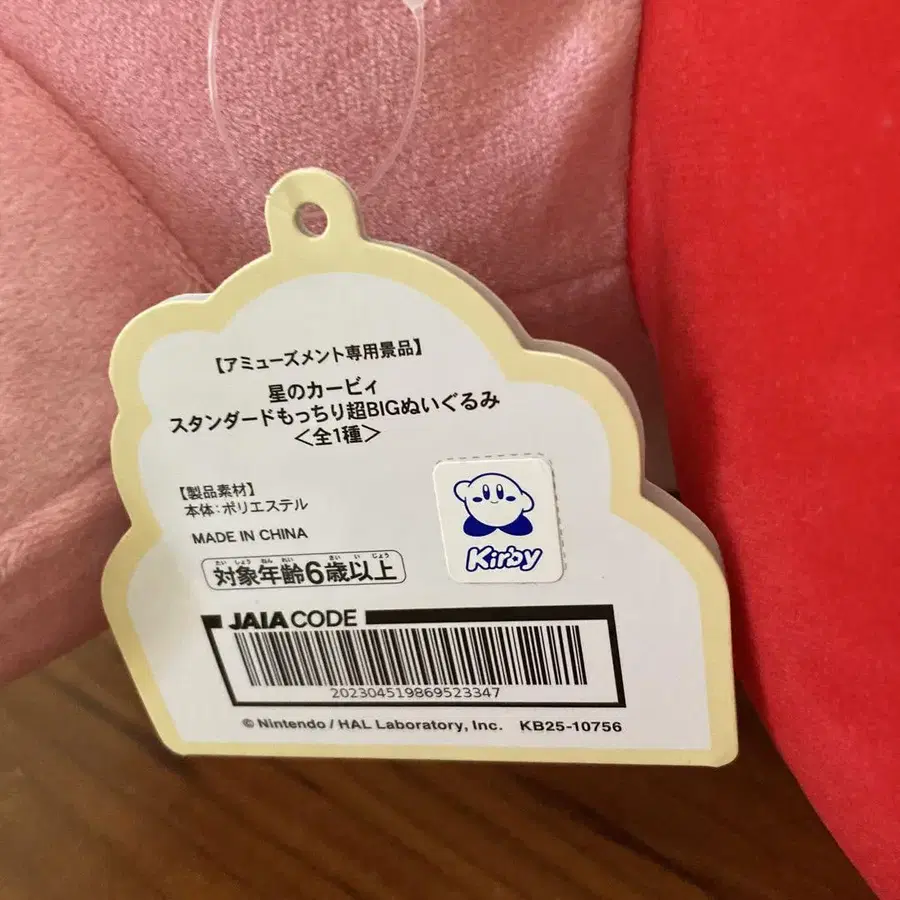 【アミューズメント専用景品】
星のカービィ
スタンダードもっちり超BIGぬいぐるみ
＜全1種＞
【製品素材】
本体:ポリエステル
MADE IN CHINA
たいしょう ねんれい さい いじょう
対象年齢6歳以上
Kirby
JAIA CODE
202304519869523347
© Nintendo / HAL Laboratory, Inc. KB25-10756